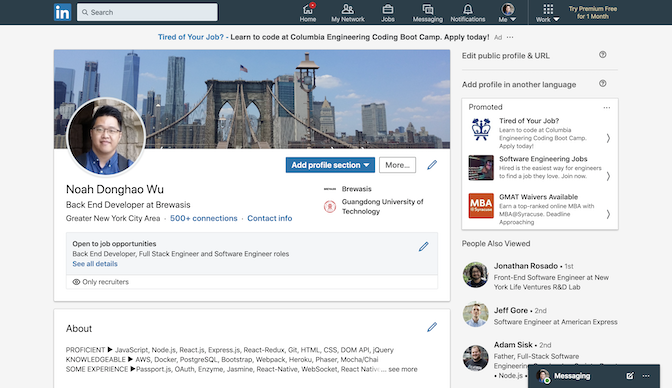 in Search
Home
My Network
Jobs
Messaging
Notifications
Me
Work
Try Premium Free
for 1 Month
Tired of Your Job? - Learn to code at Columbia Engineering Coding Boot Camp. Apply today! Ad ···
Edit public profile & URL
Add profile in another language
Promoted
Tired of Your Job?
Learn to code at Columbia
Engineering Coding Boot Camp.
Apply today!
Software Engineering Jobs
Hired is the easiest way for engineers
to find a job they love. Join now.
MBA
@Syracuse
GMAT Waivers Available
Earn a top-ranked online MBA with
MBA@Syracuse. Deadline
Approaching
Add profile section
More...
Noah Donghao Wu
Back End Developer at Brewasis
Greater New York City Area · 500+ connections · Contact info
Brewasis
Guangdong University of
Technology
Open to job opportunities
Back End Developer, Full Stack Engineer and Software Engineer roles
See all details
Only recruiters
People Also Viewed
Jonathan Rosado • 1st
Front-End Software Engineer at New
York Life Ventures R&D Lab
Jeff Gore • 2nd
Software Engineer at American Express
Adam Sisk • 2nd
Father, Full-Stack Software
About
PROFICIENT ▶ JavaScript, Node.js, React.js, Express.js, React-Redux, Git, HTML, CSS, DOM API, jQuery
KNOWLEDGEABLE ▶ AWS, Docker, PostgreSQL, Bootstrap, Webpack, Heroku, Phaser, Mocha/Chai
SOME EXPERIENCE ▶Passport.js, OAuth, Enzyme, Jasmine, React-Native, WebSocket, React Native... see more
Messaging